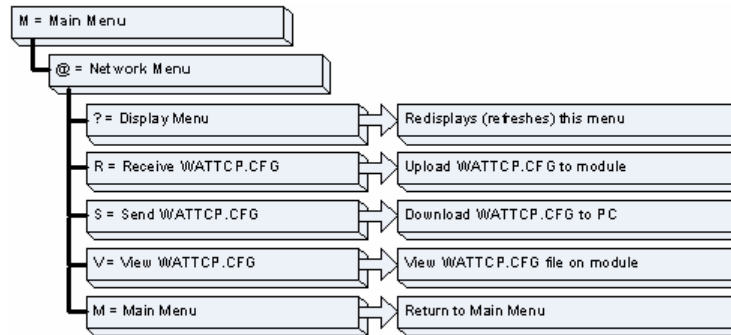 M = Main Menu
@ = Network Menu
? = Display Menu
Redisplays (refreshes) this menu
R = Receive WATTCP.CFG
Upload WATTCP.CFG to module
S = Send WATTCP.CFG
Download WATTCP.CFG to PC
V = View WATTCP.CFG
View WATTCP.CFG file on module
M = Main Menu
Return to Main Menu